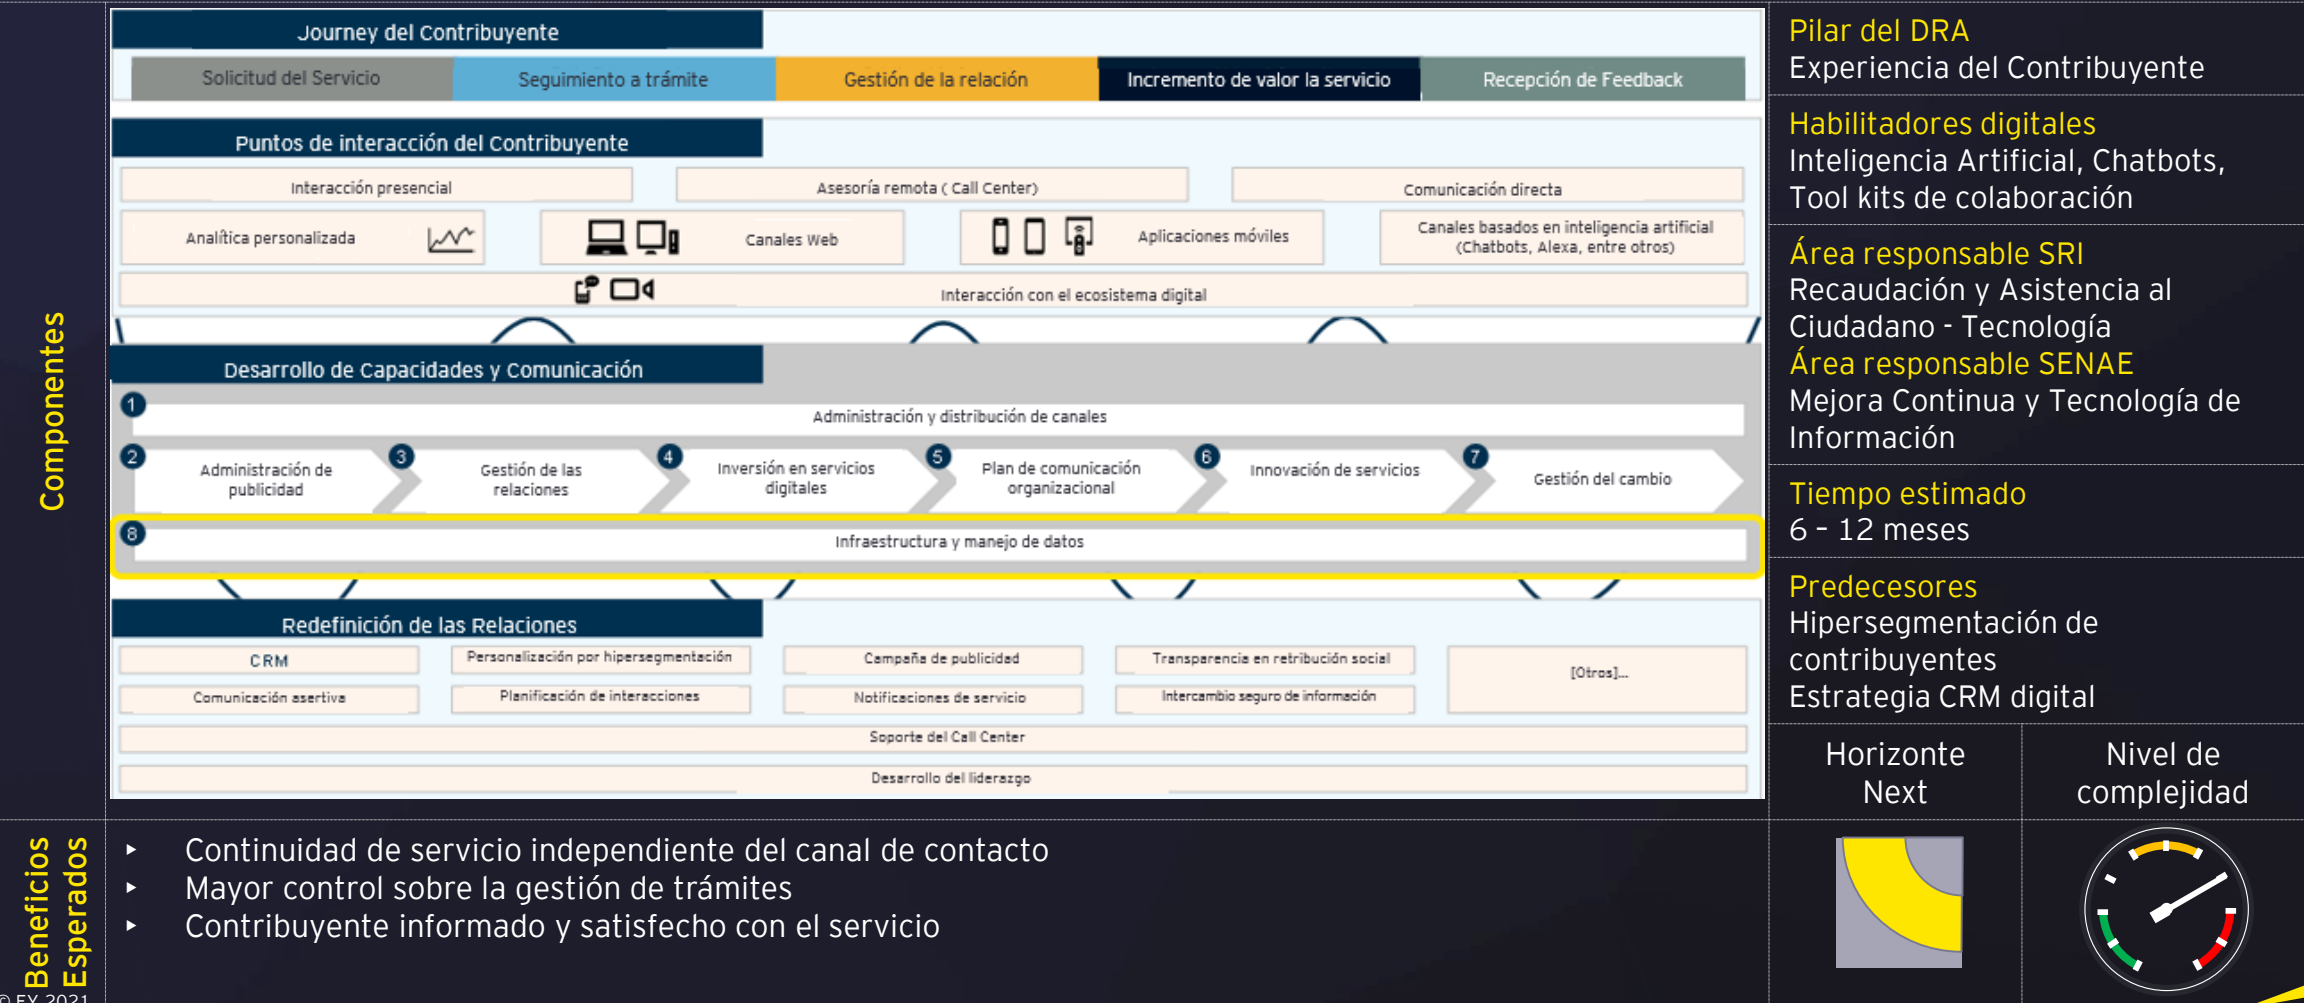 Componentes
Journey del Contribuyente
Solicitud del Servicio
Seguimiento a trámite
Gestión de la relación
Incremento de valor la servicio
Recepción de Feedback
Puntos de interacción del Contribuyente
Interacción presencial
Asesoría remota ( Call Center)
Comunicación directa
Analítica personalizada
Canales Web
Aplicaciones móviles
Canales basados en inteligencia artificial
(Chatbots, Alexa, entre otros)
Interacción con el ecosistema digital
Desarrollo de Capacidades y Comunicación
1
Administración y distribución de canales
2
Administración de
publicidad
3
Gestión de las
relaciones
4
Inversión en servicios
digitales
5
Plan de comunicación
organizacional
6
Innovación de servicios
7
Gestión del cambio
8
Infraestructura y manejo de datos
Redefinición de las Relaciones
CRM
Personalización por hipersegmentación
Campaña de publicidad
Transparencia en retribución social
[Otros]...
Comunicación asertiva
Planificación de interacciones
Notificaciones de servicio
Intercambio seguro de información
Soporte del Call Center
Desarrollo del liderazgo
Pilar del DRA
Experiencia del Contribuyente
Habilitadores digitales
Inteligencia Artificial, Chatbots,
Tool kits de colaboración
Área responsable SRI
Recaudación y Asistencia al
Ciudadano - Tecnología
Área responsable SENAE
Mejora Continua y Tecnología de
Información
Tiempo estimado
6 – 12 meses
Predecesores
Hipersegmentación de
contribuyentes
Estrategia CRM digital
Horizonte
Next
Nivel de
complejidad
Beneficios
Esperados
▸ Continuidad de servicio independiente del canal de contacto
▸ Mayor control sobre la gestión de trámites
▸ Contribuyente informado y satisfecho con el servicio
© EY 2021